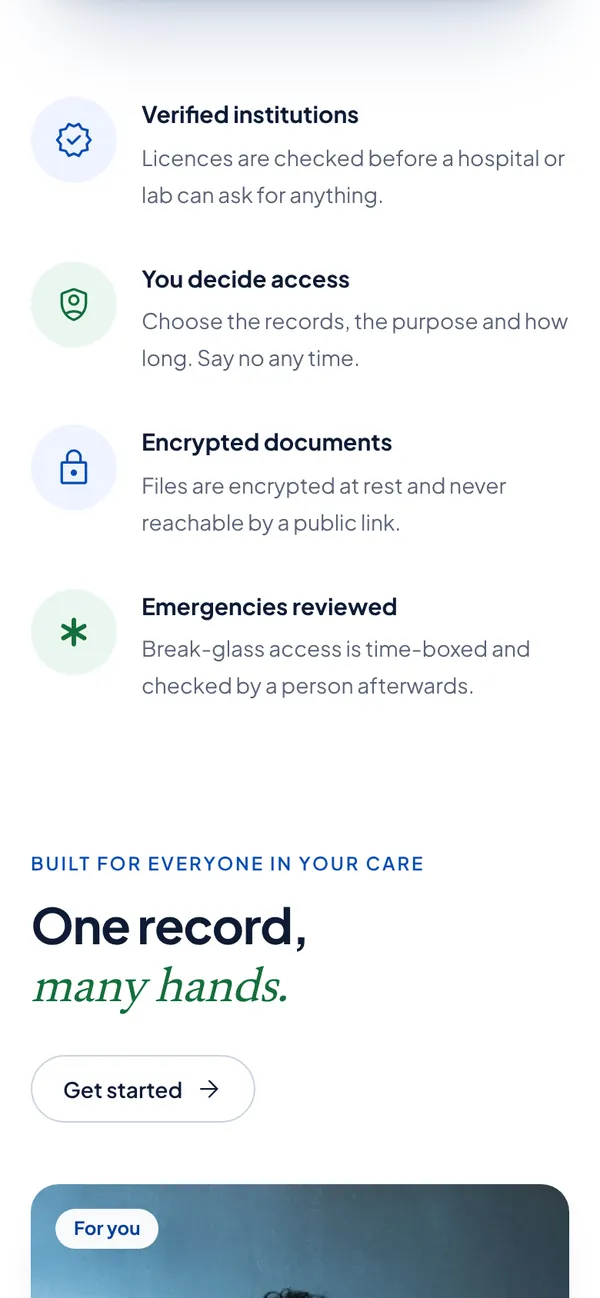 Verified institutions
Licences are checked before a hospital or
lab can ask for anything.
You decide access
Choose the records, the purpose and how
long. Say no any time.
Encrypted documents
Files are encrypted at rest and never
reachable by a public link.
Emergencies reviewed
Break-glass access is time-boxed and
checked by a person afterwards.
BUILT FOR EVERYONE IN YOUR CARE
One record,
many hands.
Get started
For you